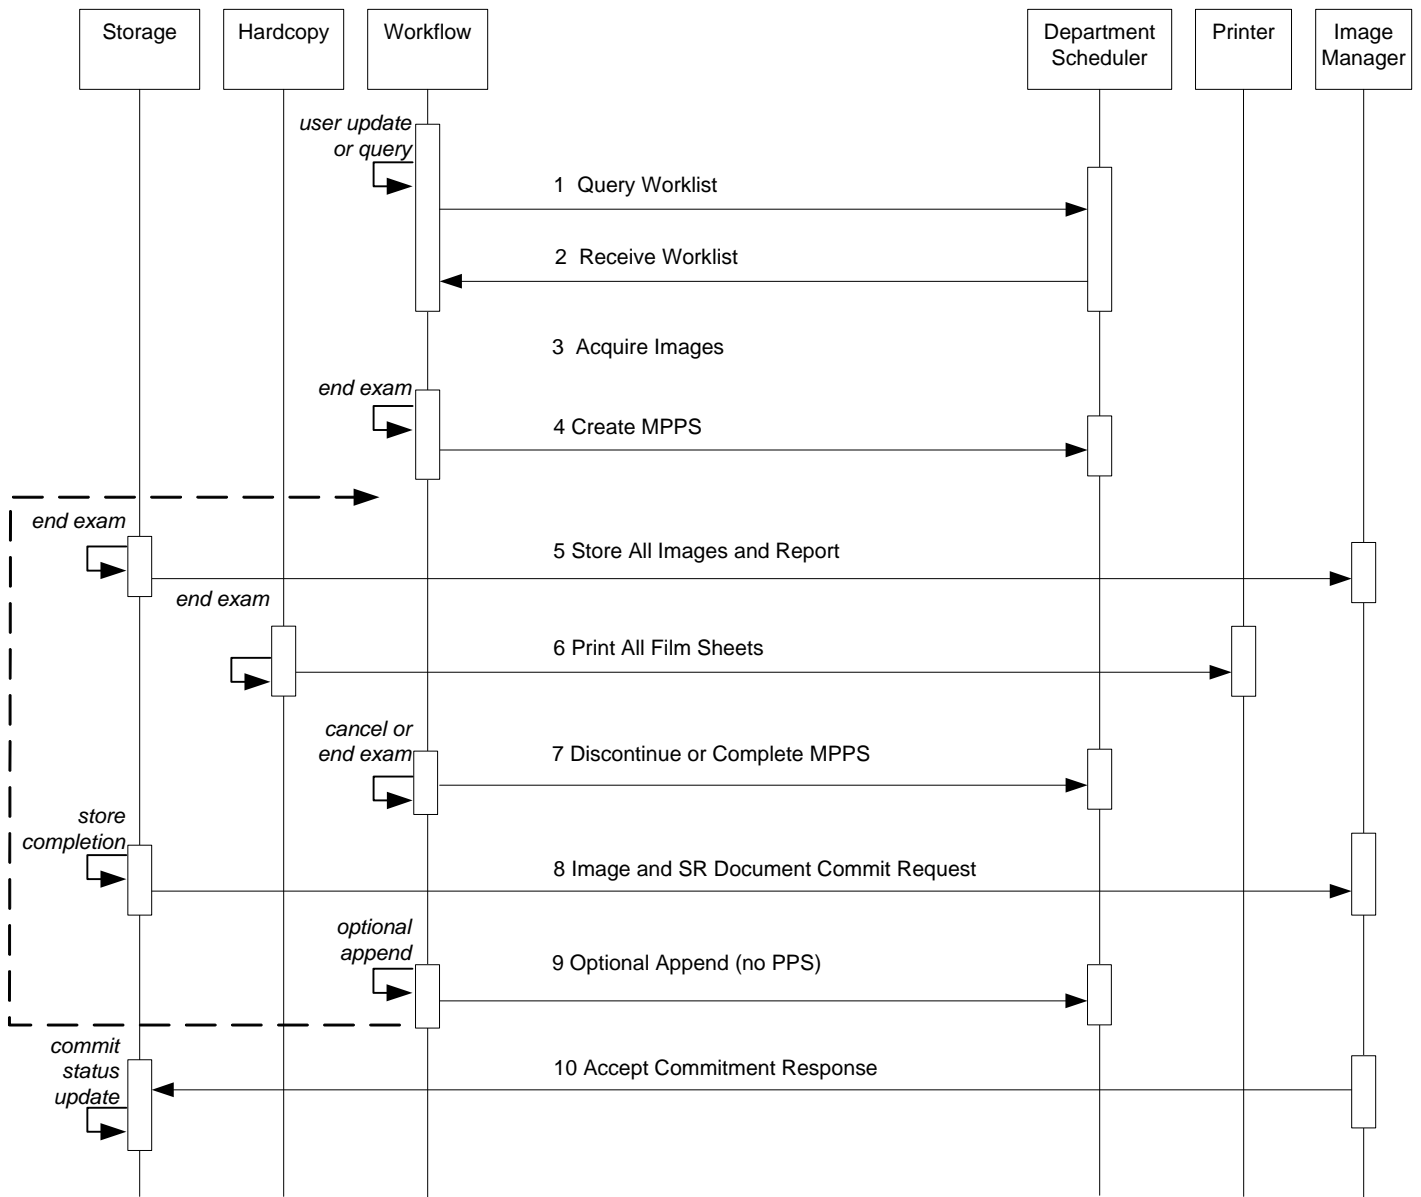 Storage
Hardcopy
Workflow
Department
Scheduler
Printer
Image
Manager
user update
or query
1 Query Worklist
2 Receive Worklist
3 Acquire Images
end exam
4 Create MPPS
end exam
5 Store All Images and Report
end exam
6 Print All Film Sheets
cancel or
end exam
7 Discontinue or Complete MPPS
store
completion
8 Image and SR Document Commit Request
optional
append
9 Optional Append (no PPS)
commit
status
update
10 Accept Commitment Response